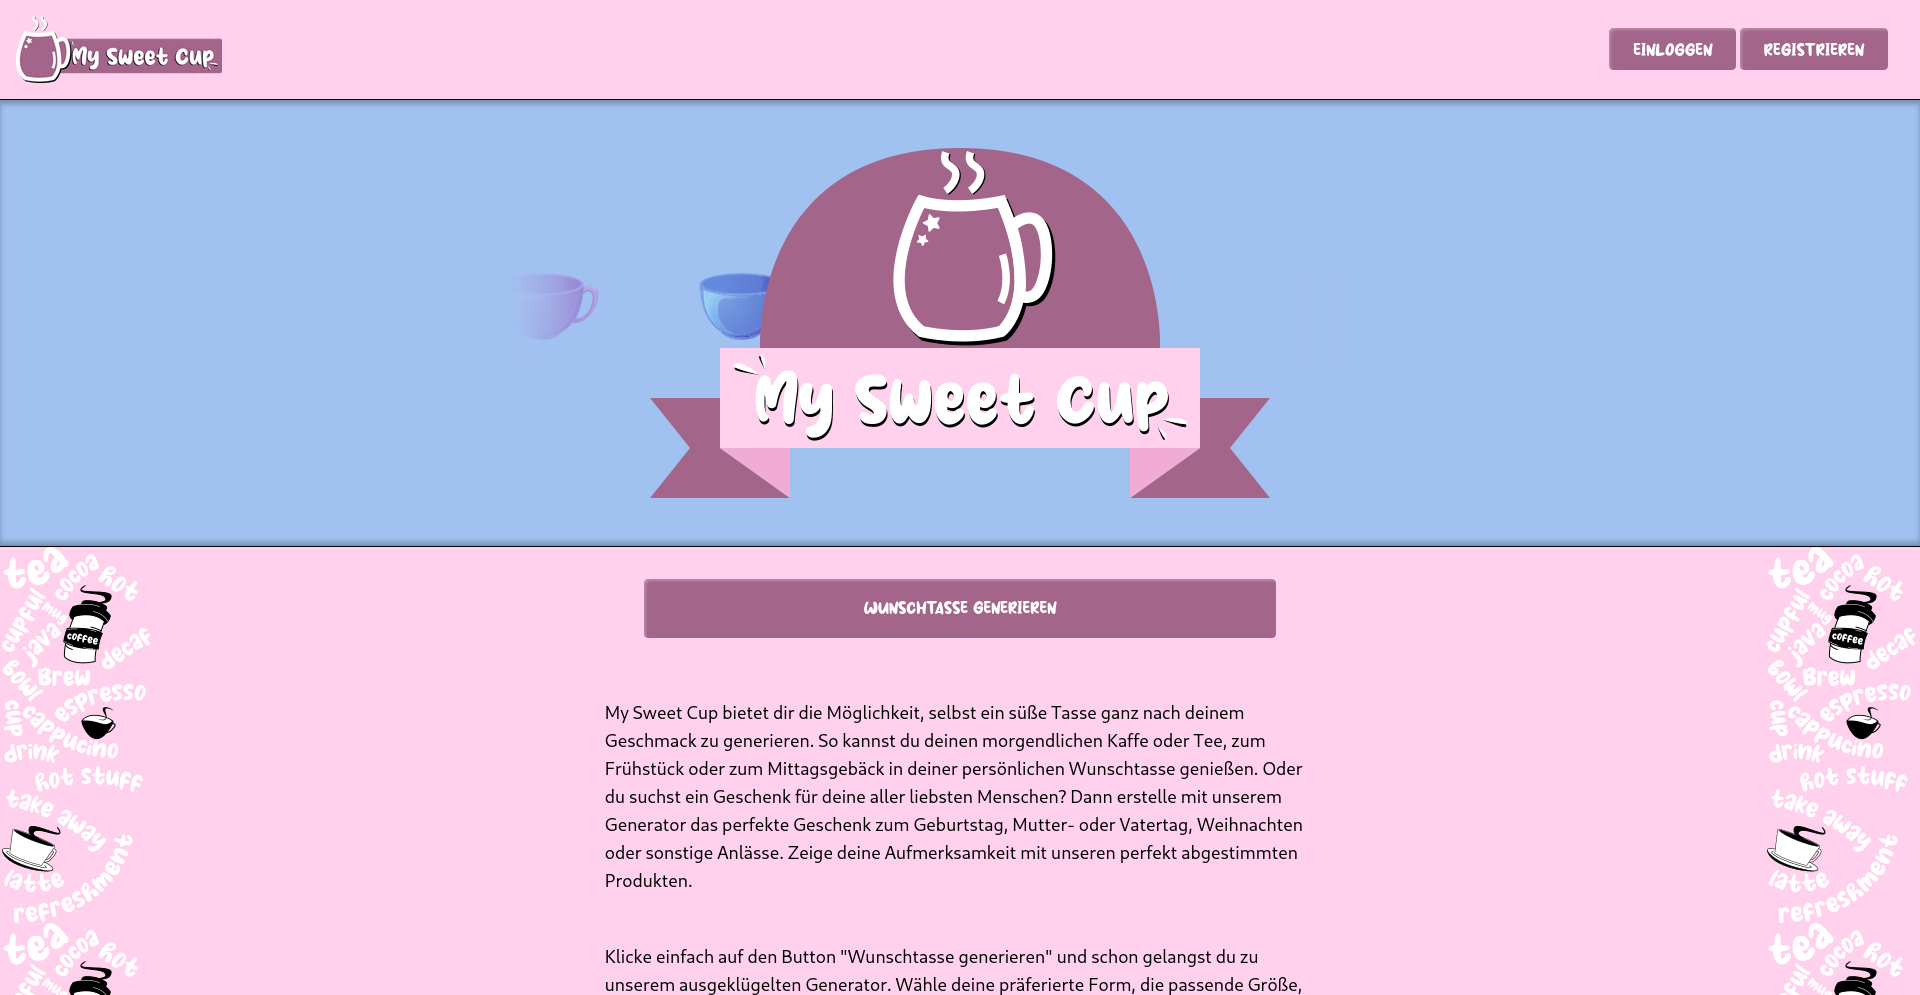 My Sweet Cup
EINLOGGEN
REGISTRIEREN
My Sweet Cup
WUNSCHTASSE GENERIEREN
My Sweet Cup bietet dir die Möglichkeit, selbst ein süße Tasse ganz nach deinem
Geschmack zu generieren. So kannst du deinen morgendlichen Kaffe oder Tee, zum
Frühstück oder zum Mittagsgebäck in deiner persönlichen Wunschtasse genießen. Oder
du suchst ein Geschenk für deine aller liebsten Menschen? Dann erstelle mit unserem
Generator das perfekte Geschenk zum Geburtstag, Mutter- oder Vatertag, Weihnachten
oder sonstige Anlässe. Zeige deine Aufmerksamkeit mit unseren perfekt abgestimmten
Produkten.
Klicke einfach auf den Button "Wunschtasse generieren" und schon gelangst du zu
unserem ausgeklügelten Generator. Wähle deine präferierte Form, die passende Größe,
tea
cocoa
hot
cupful
mug
java
coffee
decaf
bowl
Brew
espresso
cup
cappucino
drink
hot stuff
take away
latte
refreshment
tea
cocoa
hot
tea
cocoa
hot
cupful
mug
java
coffee
decaf
bowl
Brew
espresso
cup
cappucino
drink
hot stuff
take away
latte
refreshment
tea
cocoa
hot